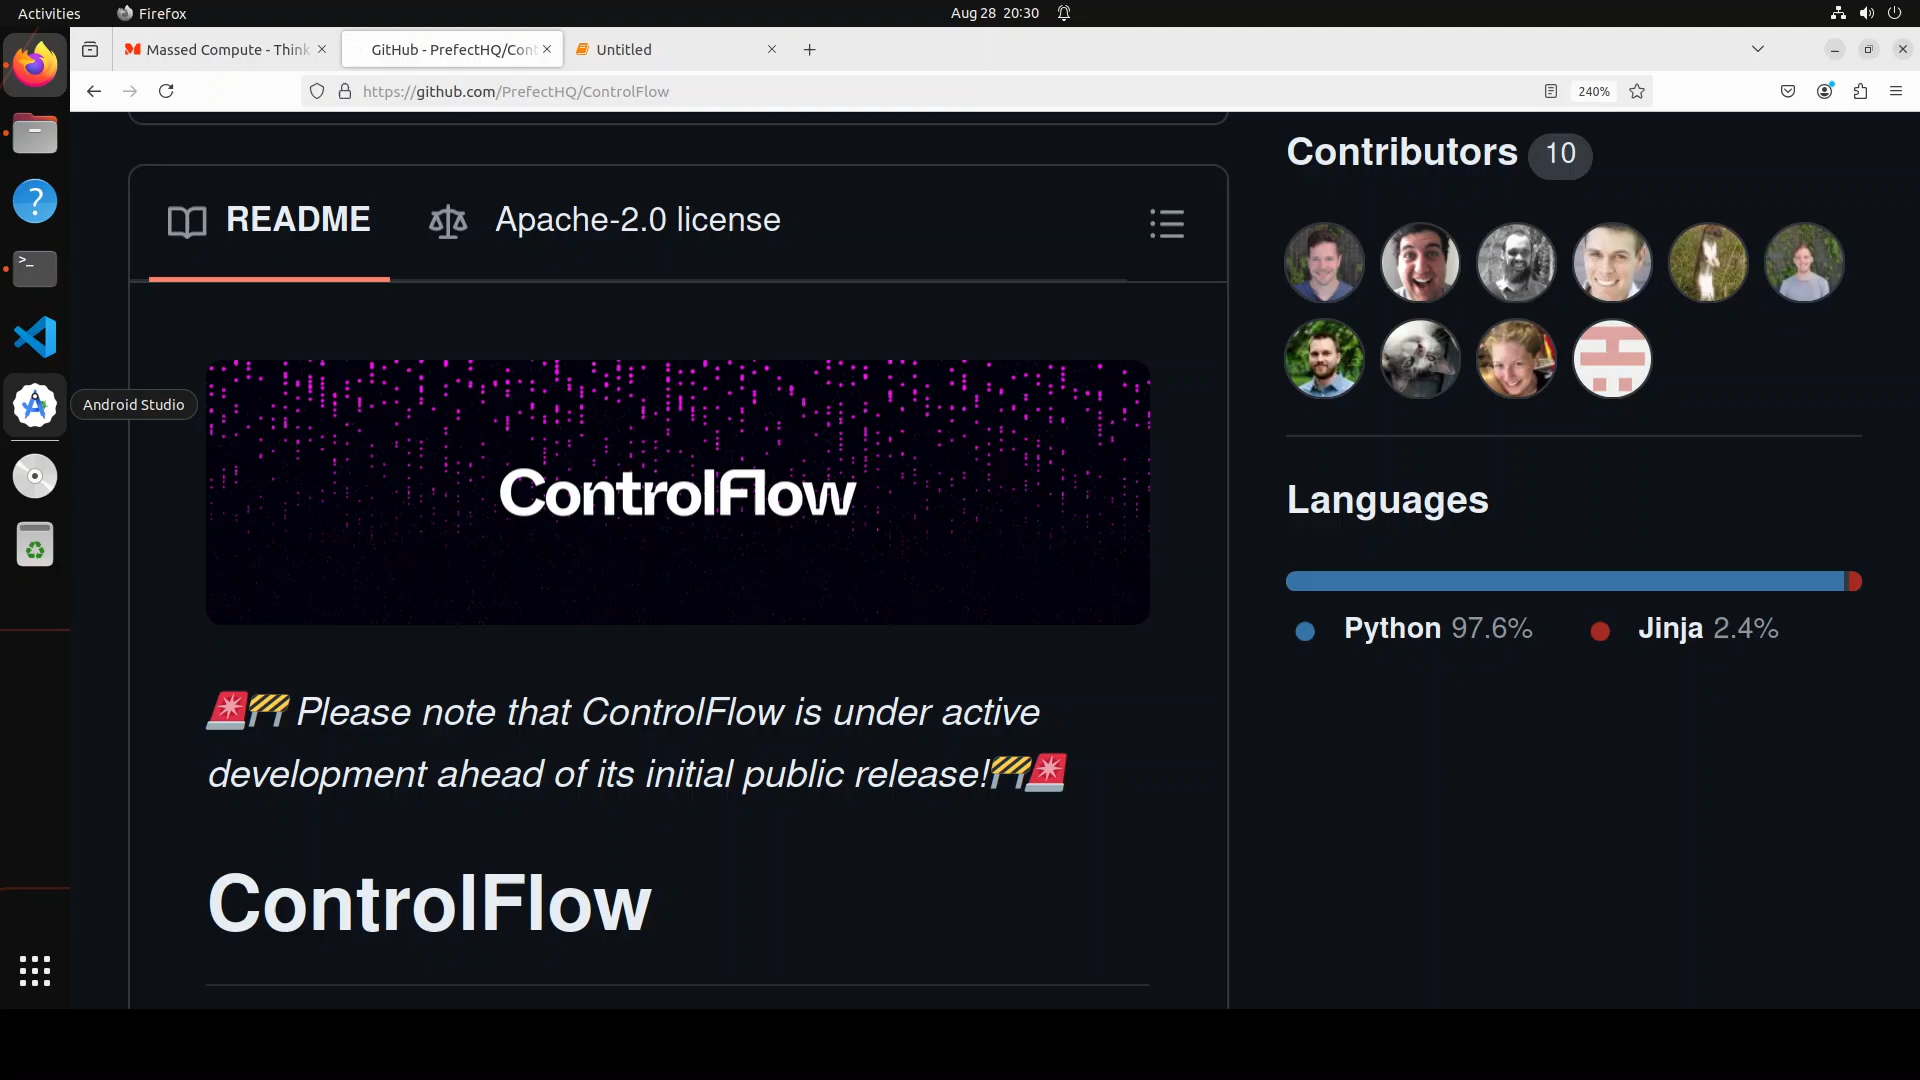 Activities
Firefox
Aug 28 20:30
Massed Compute - Think
GitHub - PrefectHQ/Cont
Untitled
https://github.com/PrefectHQ/ControlFlow
240%
README
Apache-2.0 license
Android Studio
ControlFlow
Please note that ControlFlow is under active
development ahead of its initial public release!
ControlFlow
Contributors 10
Languages
Python 97.6%
Jinja 2.4%